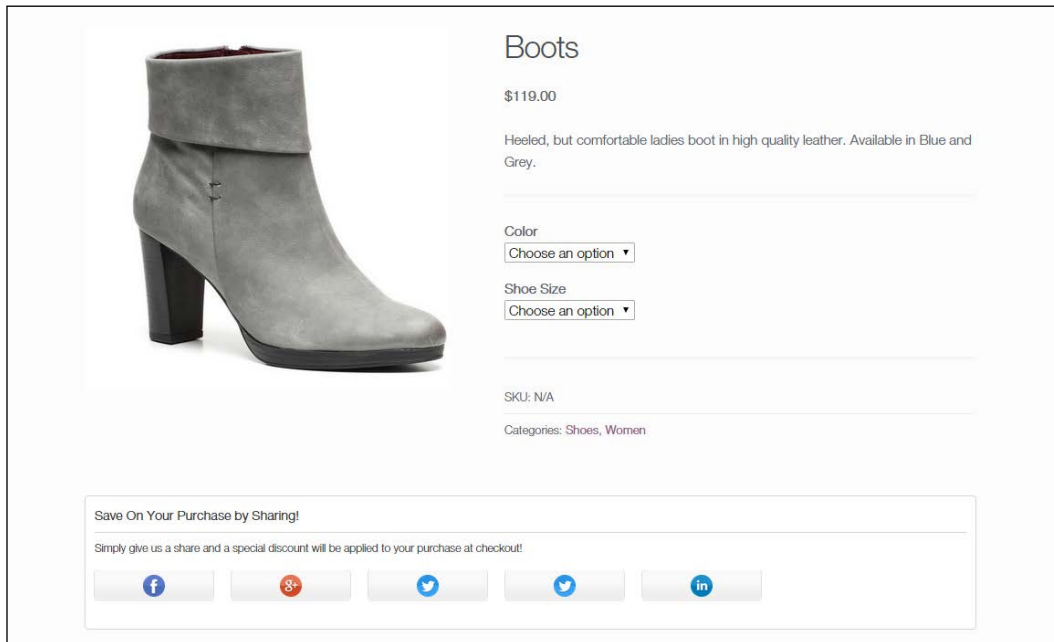 Boots
$119.00
Heeled, but comfortable ladies boot in high quality leather. Available in Blue and
Grey.
Color
Choose an option
Shoe Size
Choose an option
SKU: N/A
Categories: Shoes, Women
Save On Your Purchase by Sharing!
Simply give us a share and a special discount will be applied to your purchase at checkout!
f 8+ in